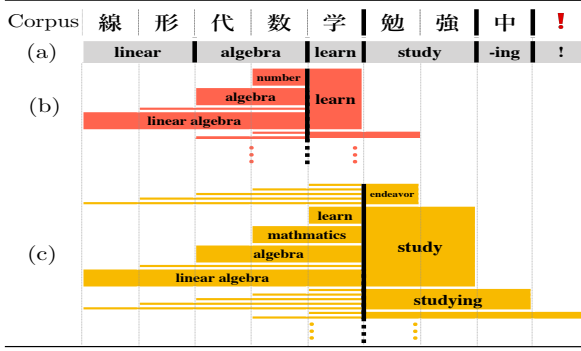 Corpus 線 形 代 数 学 勉 強 中 !
(a) linear algebra learn study -ing !
number
(b) algebra learn
linear algebra
endeavor
learn
mathematics
(c) algebra study
linear algebra
studying